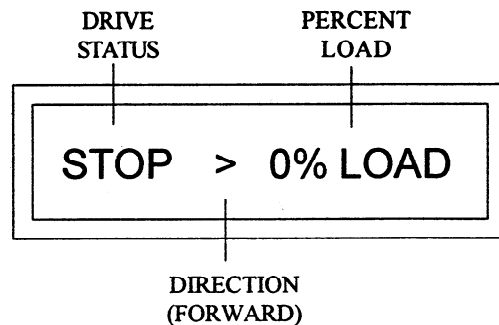 DRIVE
STATUS
PERCENT
LOAD
STOP > 0% LOAD
DIRECTION
(FORWARD)